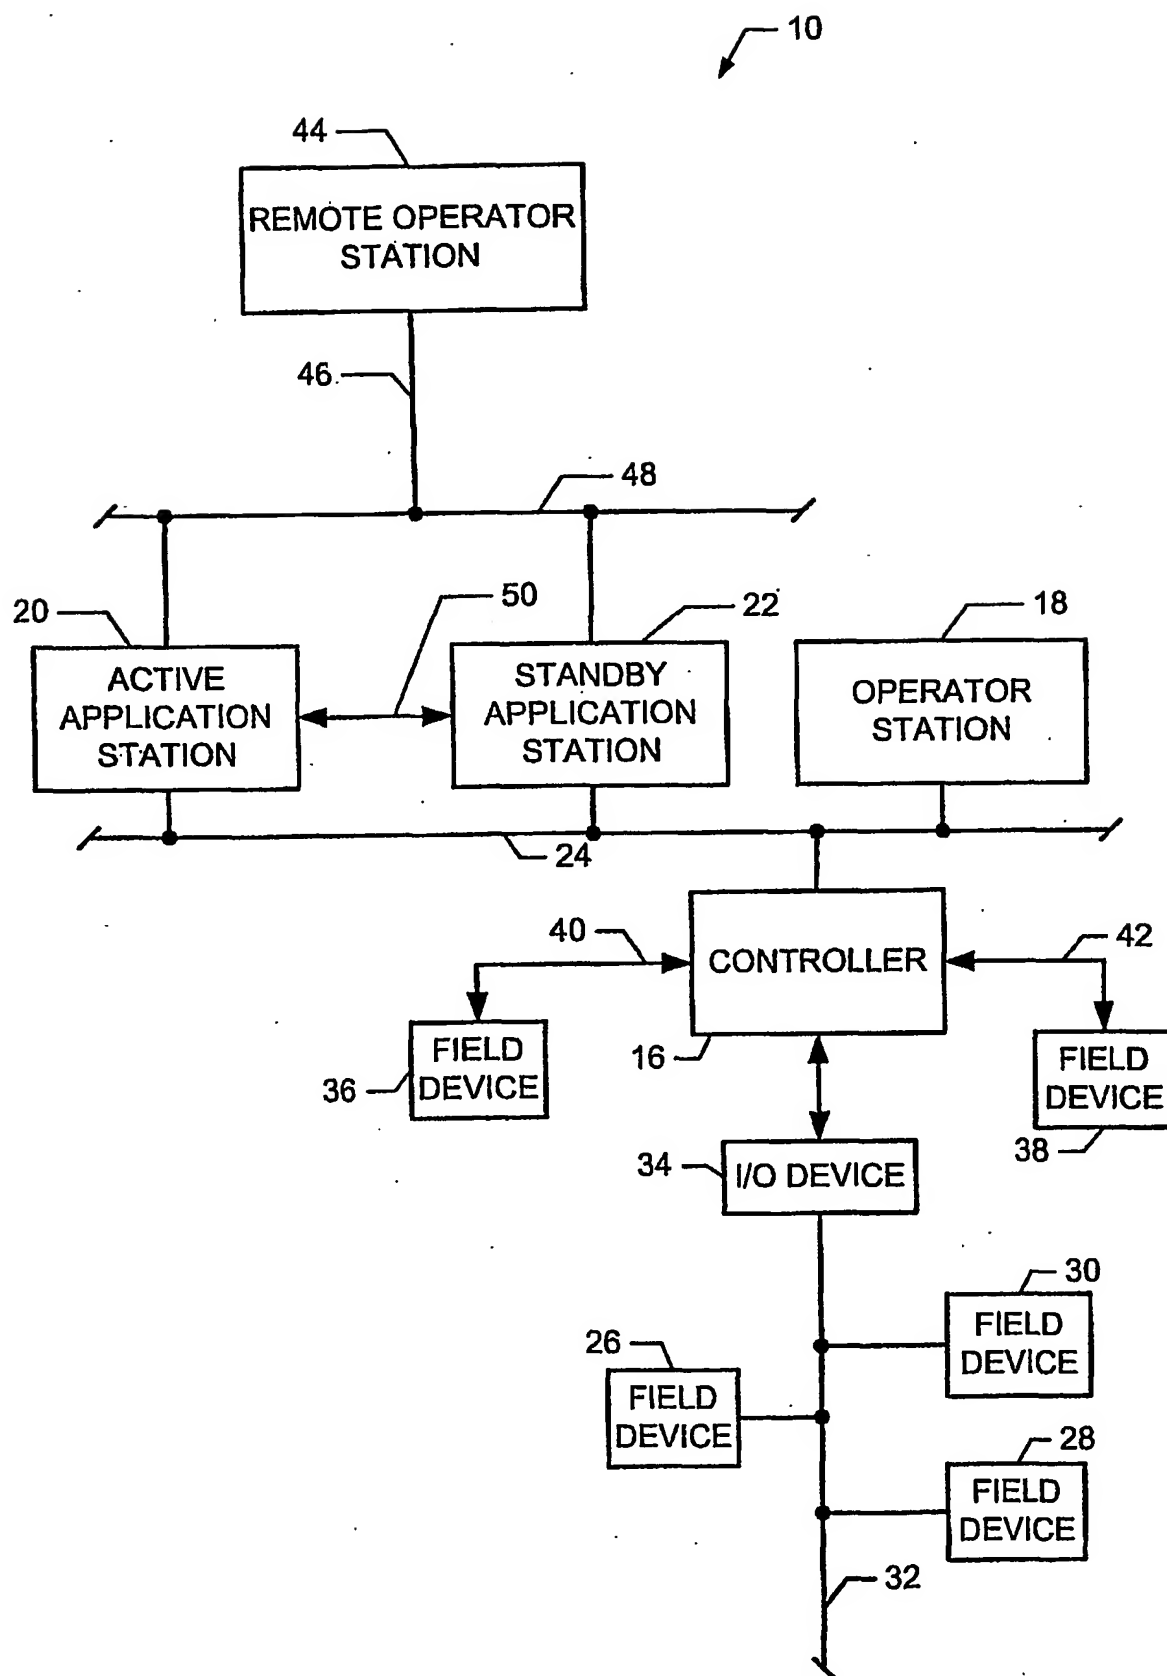 10
44
REMOTE OPERATOR
STATION
46
48
20
50
22
18
ACTIVE
APPLICATION
STATION
STANDBY
APPLICATION
STATION
OPERATOR
STATION
24
40
CONTROLLER
42
16
FIELD
DEVICE
36
FIELD
DEVICE
38
34
I/O DEVICE
30
FIELD
DEVICE
26
FIELD
DEVICE
28
FIELD
DEVICE
32